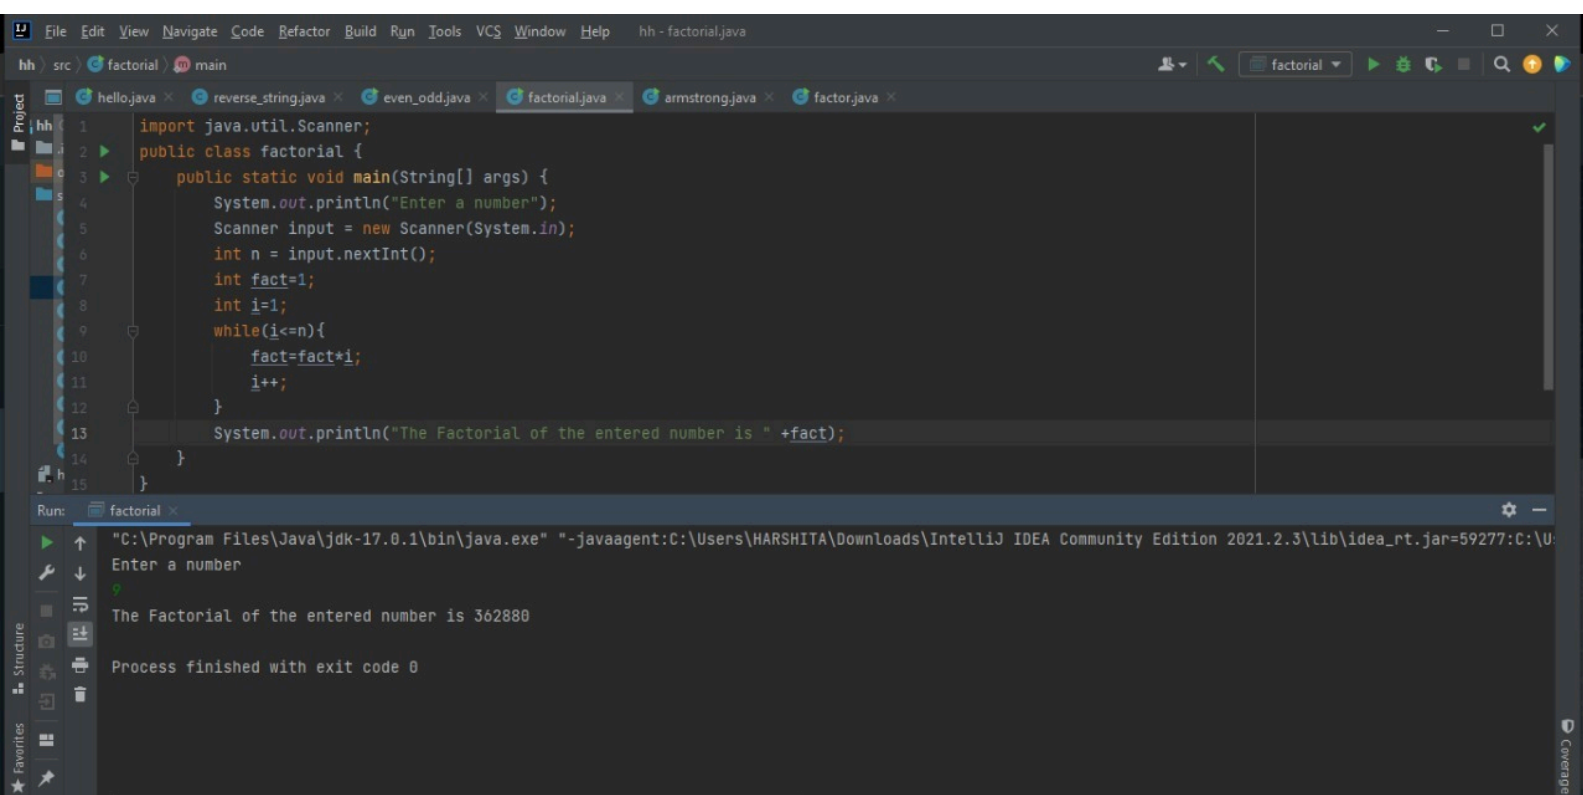 File Edit View Navigate Code Refactor Build Run Tools VCS Window Help hh - factorial.java
hh src factorial main factorial
hello.java reverse_string.java even_odd.java factorial.java armstrong.java factor.java
Project
hh
1 import java.util.Scanner;
2 public class factorial {
3 public static void main(String[] args) {
4 System.out.println("Enter a number");
5 Scanner input = new Scanner(System.in);
6 int n = input.nextInt();
7 int fact=1;
8 int i=1;
9 while(i<=n){
10 fact=fact*i;
11 i++;
12 }
13 System.out.println("The Factorial of the entered number is " +fact);
14 }
15 }
Run: factorial
"C:\Program Files\Java\jdk-17.0.1\bin\java.exe" "-javaagent:C:\Users\HARSHITA\Downloads\IntelliJ IDEA Community Edition 2021.2.3\lib\idea_rt.jar=59277:C:\U
Enter a number
9
The Factorial of the entered number is 362880
Process finished with exit code 0
Structure
Favorites
Coverage